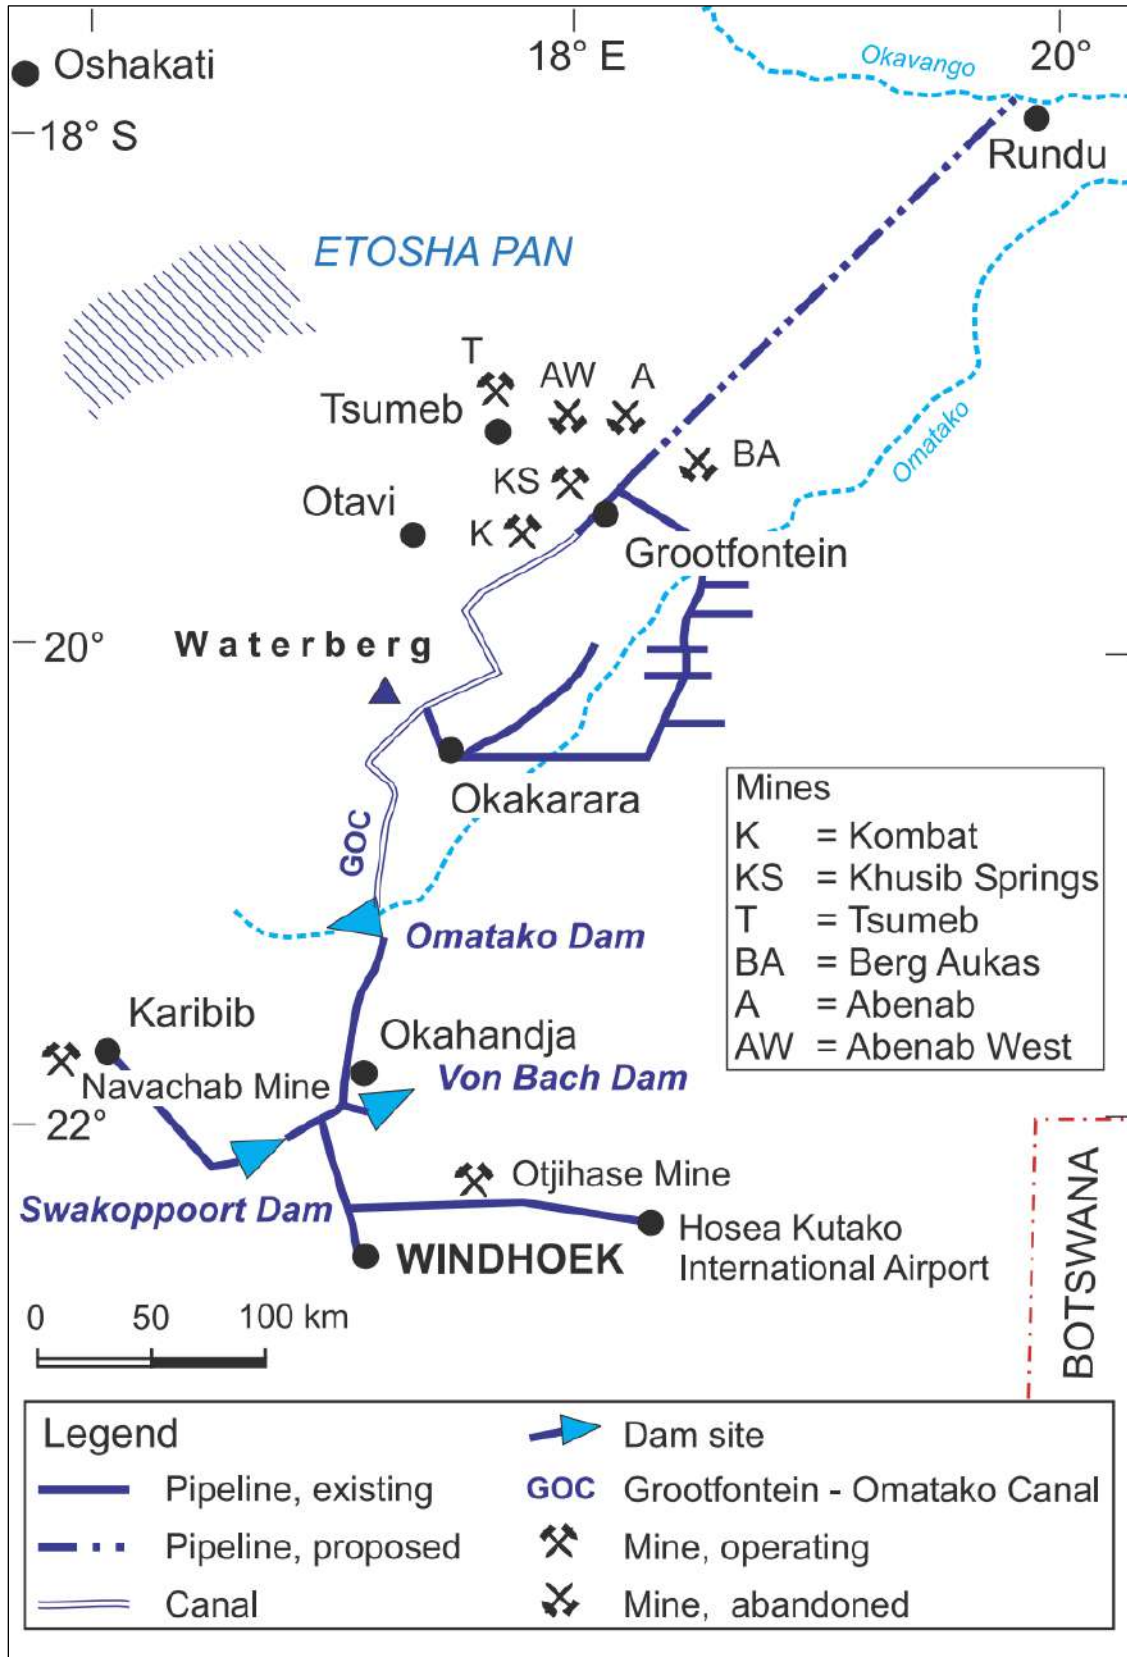 18° E
20°
Oshakati
Okavango
18° S
Rundu
ETOSHA PAN
T
AW
A
Tsumeb
BA
KS
Otavi
K
Omatako
Grootfontein
20°
Waterberg
Okakarara
GOC
Mines
K = Kombat
KS = Khusib Springs
T = Tsumeb
BA = Berg Aukas
A = Abenab
AW = Abenab West
Omatako Dam
Karibib
Okahandja
Navachab Mine
Von Bach Dam
22°
Otjihase Mine
Swakoppoort Dam
Hosea Kutako
International Airport
WINDHOEK
BOTSWANA
0 50 100 km
Legend
Pipeline, existing
Pipeline, proposed
Canal
Dam site
GOC Grootfontein - Omatako Canal
Mine, operating
Mine, abandoned